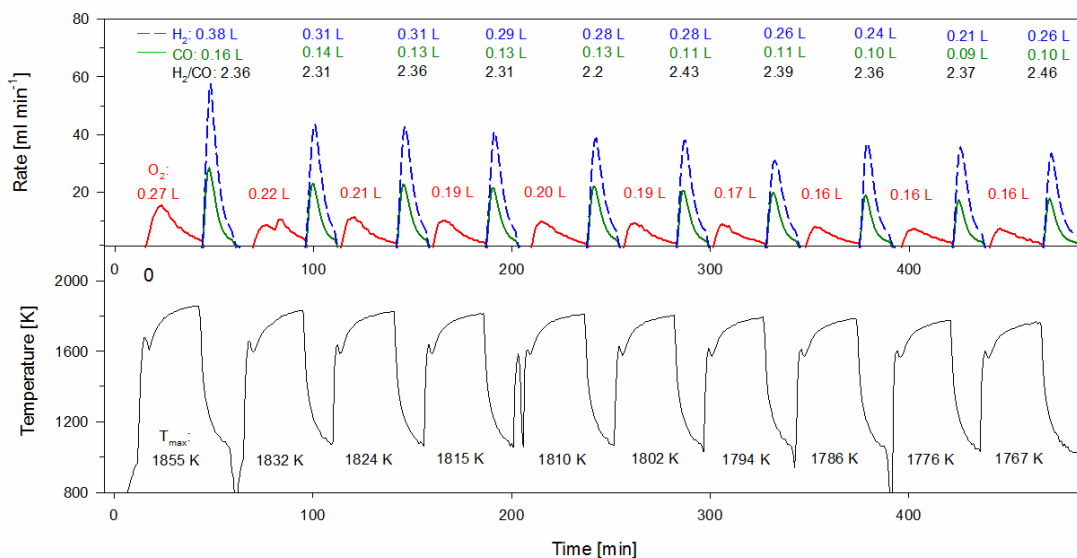 80
H2: 0.38 L 0.31 L 0.31 L 0.29 L 0.28 L 0.28 L 0.26 L 0.24 L 0.21 L 0.26 L
CO: 0.16 L 0.14 L 0.13 L 0.13 L 0.13 L 0.11 L 0.11 L 0.10 L 0.09 L 0.10 L
H2/CO: 2.36 2.31 2.36 2.31 2.2 2.43 2.39 2.36 2.37 2.46
60
40
20
Rate [ml min-1]
O2:
0.27 L 0.22 L 0.21 L 0.19 L 0.20 L 0.19 L 0.17 L 0.16 L 0.16 L 0.16 L
0 100 200 300 400
0
2000
1600
1200
800
Temperature [K]
Tmax:
1855 K 1832 K 1824 K 1815 K 1810 K 1802 K 1794 K 1786 K 1776 K 1767 K
0 100 200 300 400
Time [min]